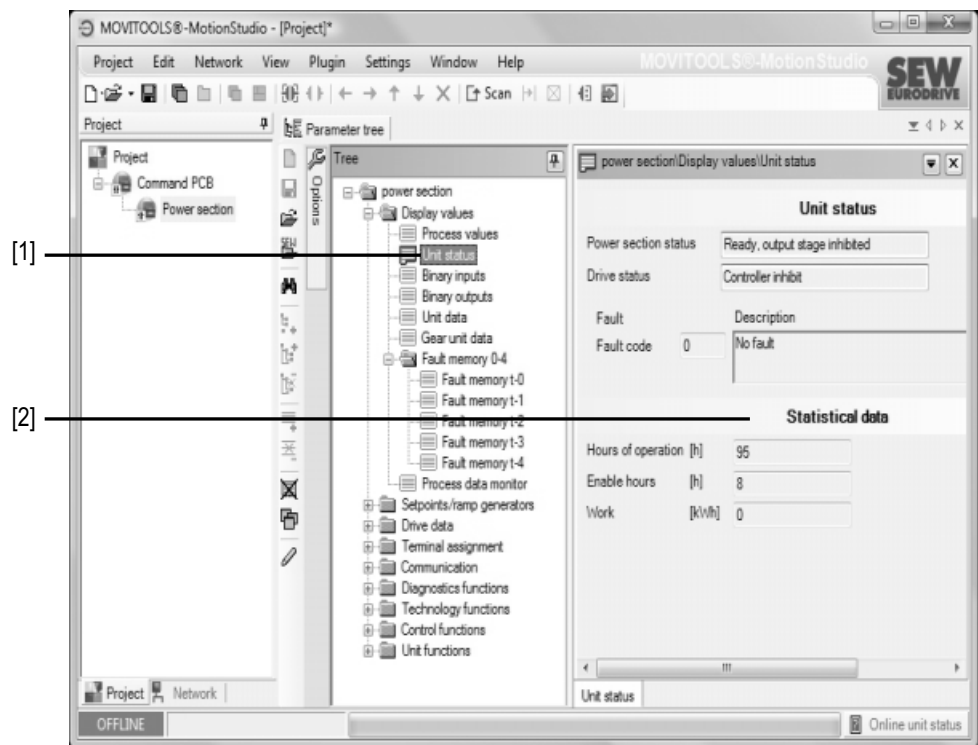 MOVITOOLS®-MotionStudio - [Project]*
Project Edit Network View Plugin Settings Window Help
MOVITOOLS®-MotionStudio
SEW
EURODRIVE
Scan
Project
Parameter tree
Project
Command PCB
Power section
Options
SEW
Tree
power section
Display values
Process values
[1]
Unit status
Binary inputs
Binary outputs
Unit data
Gear unit data
Fault memory 0-4
Fault memory t-0
Fault memory t-1
[2]
Fault memory t-2
Fault memory t-3
Fault memory t-4
Process data monitor
Setpoints/ramp generators
Drive data
Terminal assignment
Communication
Diagnostics functions
Technology functions
Control functions
Unit functions
power section\Display values\Unit status
Unit status
Power section status Ready, output stage inhibited
Drive status Controller inhibit
Fault Description
Fault code 0 No fault
Statistical data
Hours of operation [h] 95
Enable hours [h] 8
Work [kWh] 0
Project Network
Unit status
OFFLINE
Online unit status